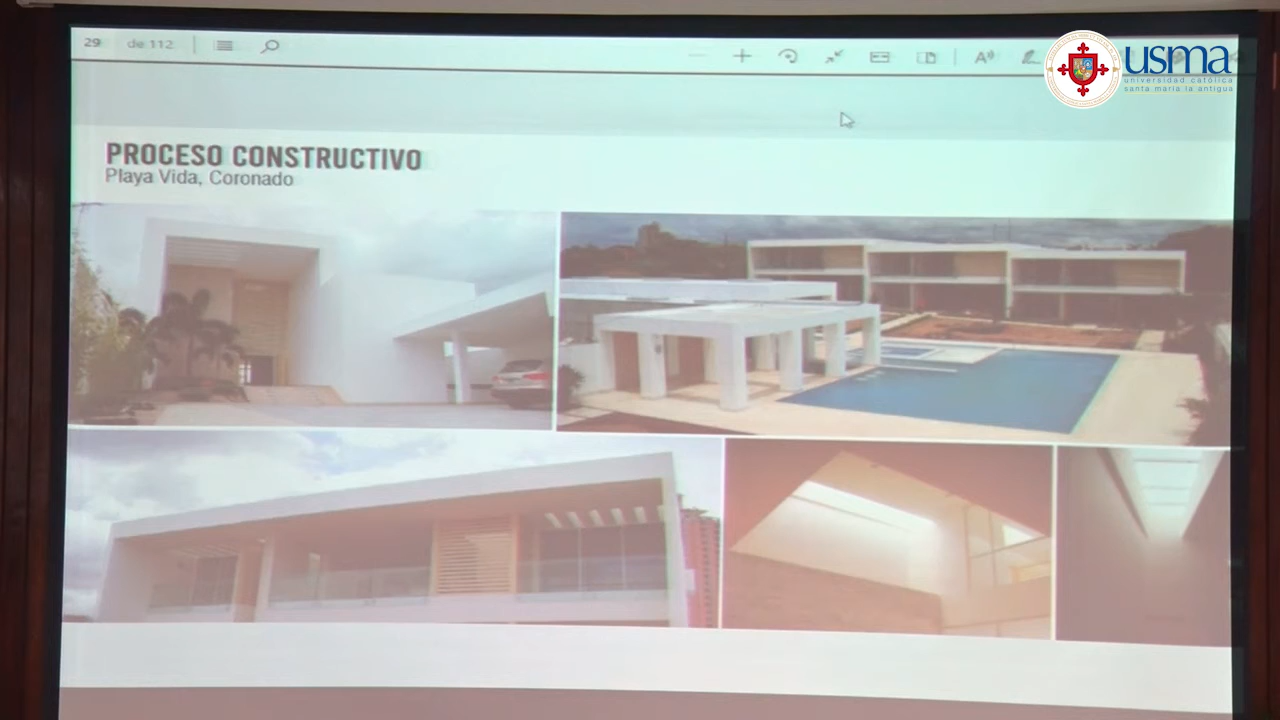 29 de 112
usma
universidad católica
santa maría la antigua
PROCESO CONSTRUCTIVO
Playa Vida, Coronado